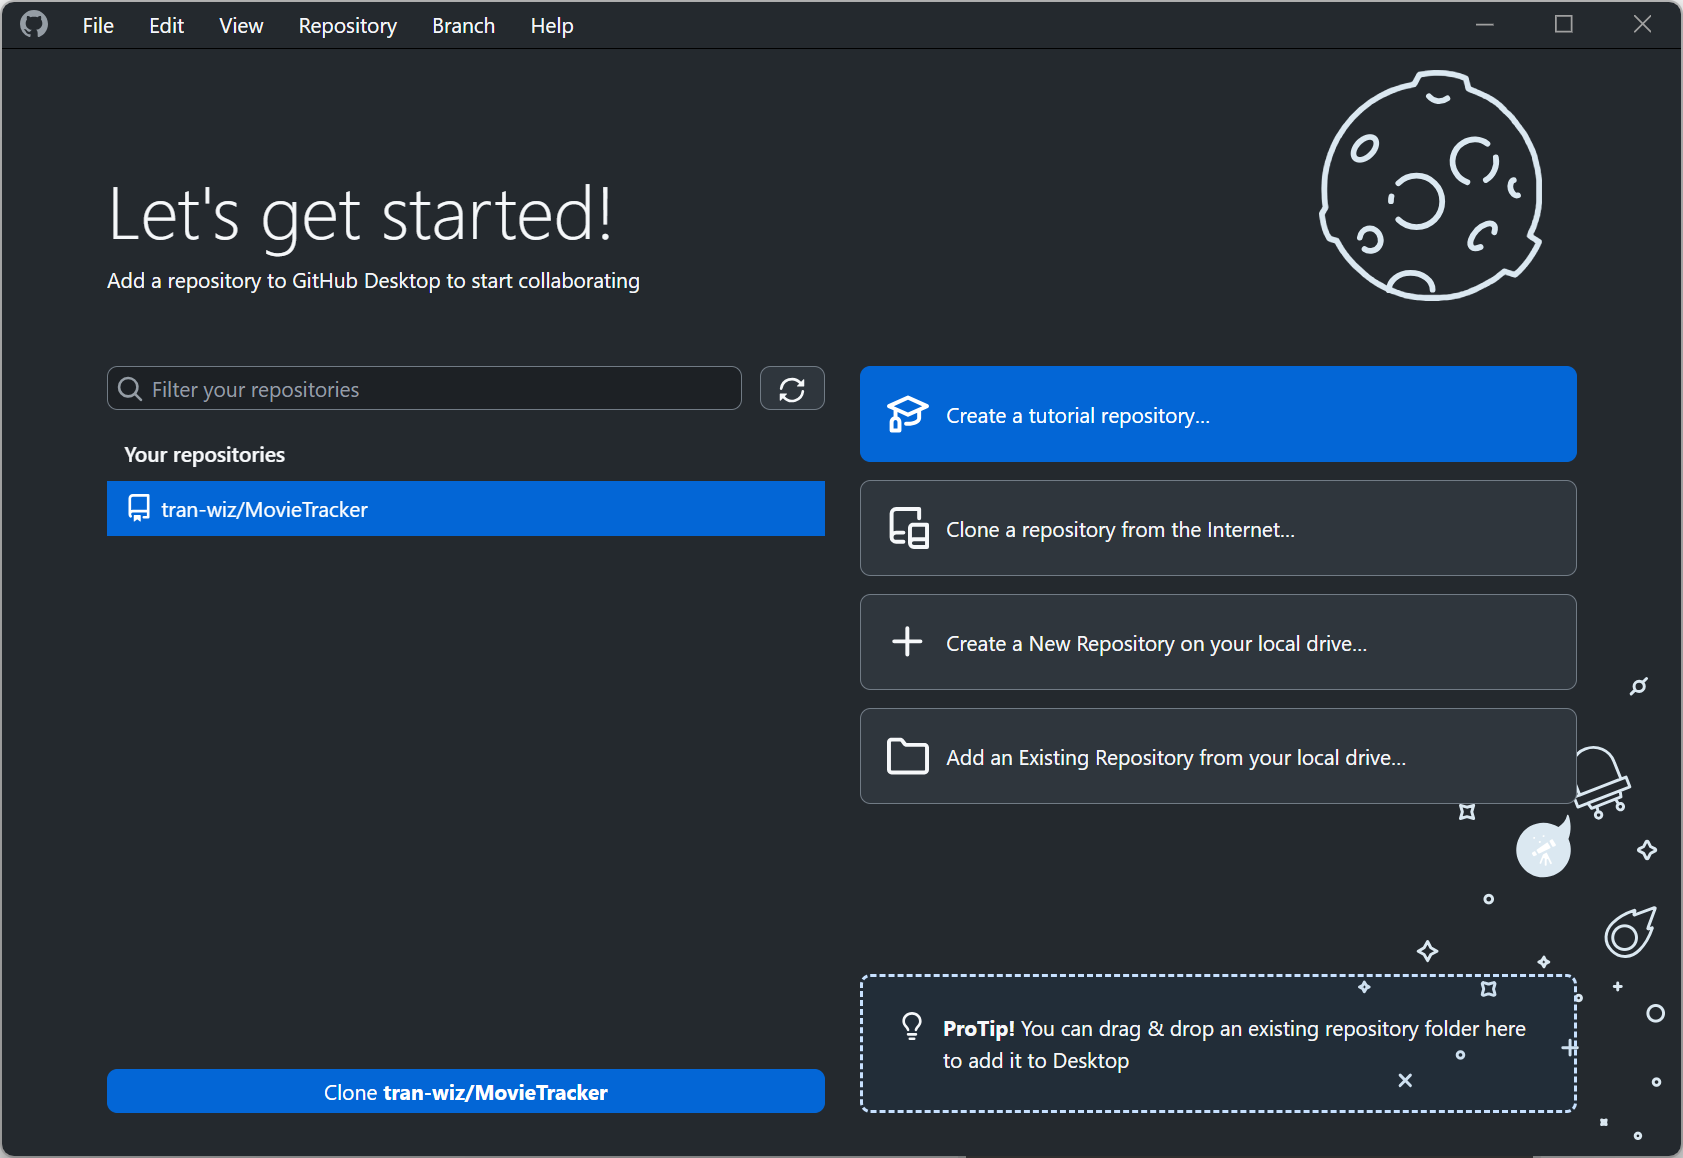 File Edit View Repository Branch Help
Let's get started!
Add a repository to GitHub Desktop to start collaborating
Filter your repositories
Your repositories
tran-wiz/MovieTracker
Clone tran-wiz/MovieTracker
Create a tutorial repository...
Clone a repository from the Internet...
Create a New Repository on your local drive...
Add an Existing Repository from your local drive...
ProTip! You can drag & drop an existing repository folder here
to add it to Desktop